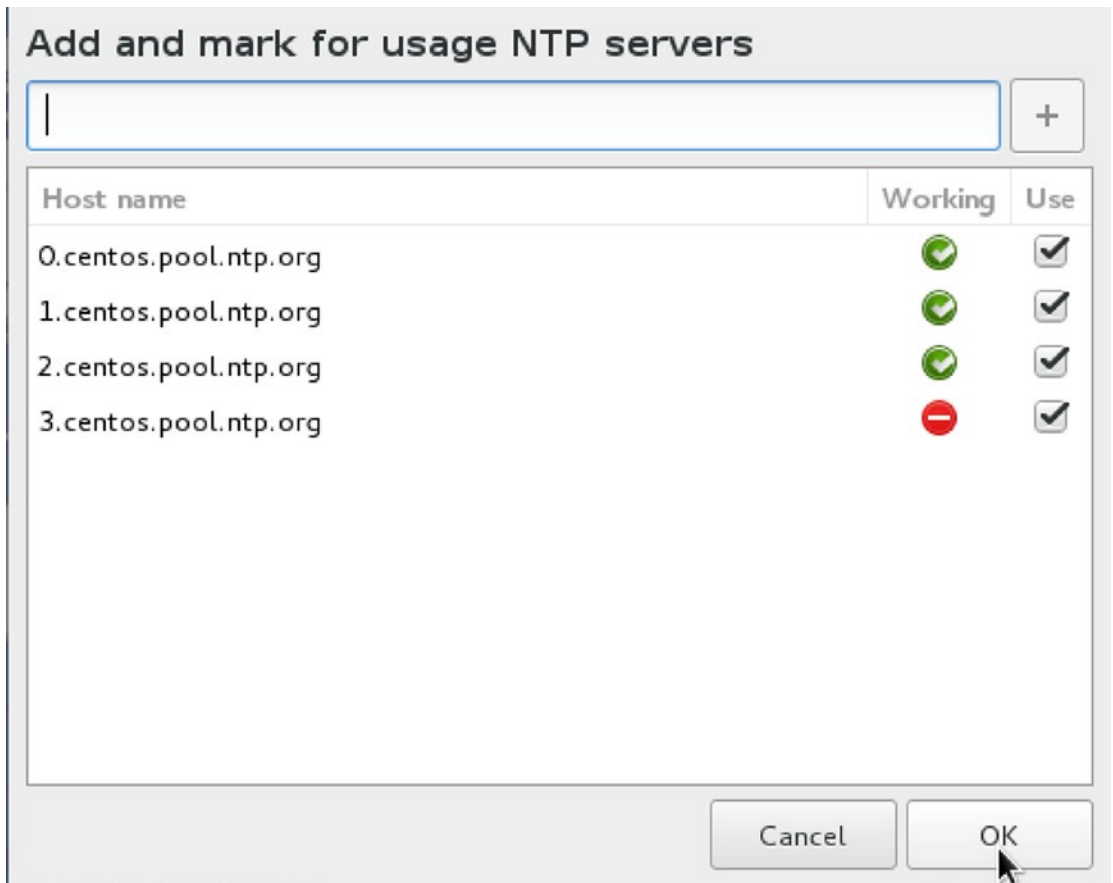 Add and mark for usage NTP servers
+
Host name Working Use
0.centos.pool.ntp.org
1.centos.pool.ntp.org
2.centos.pool.ntp.org
3.centos.pool.ntp.org
Cancel OK